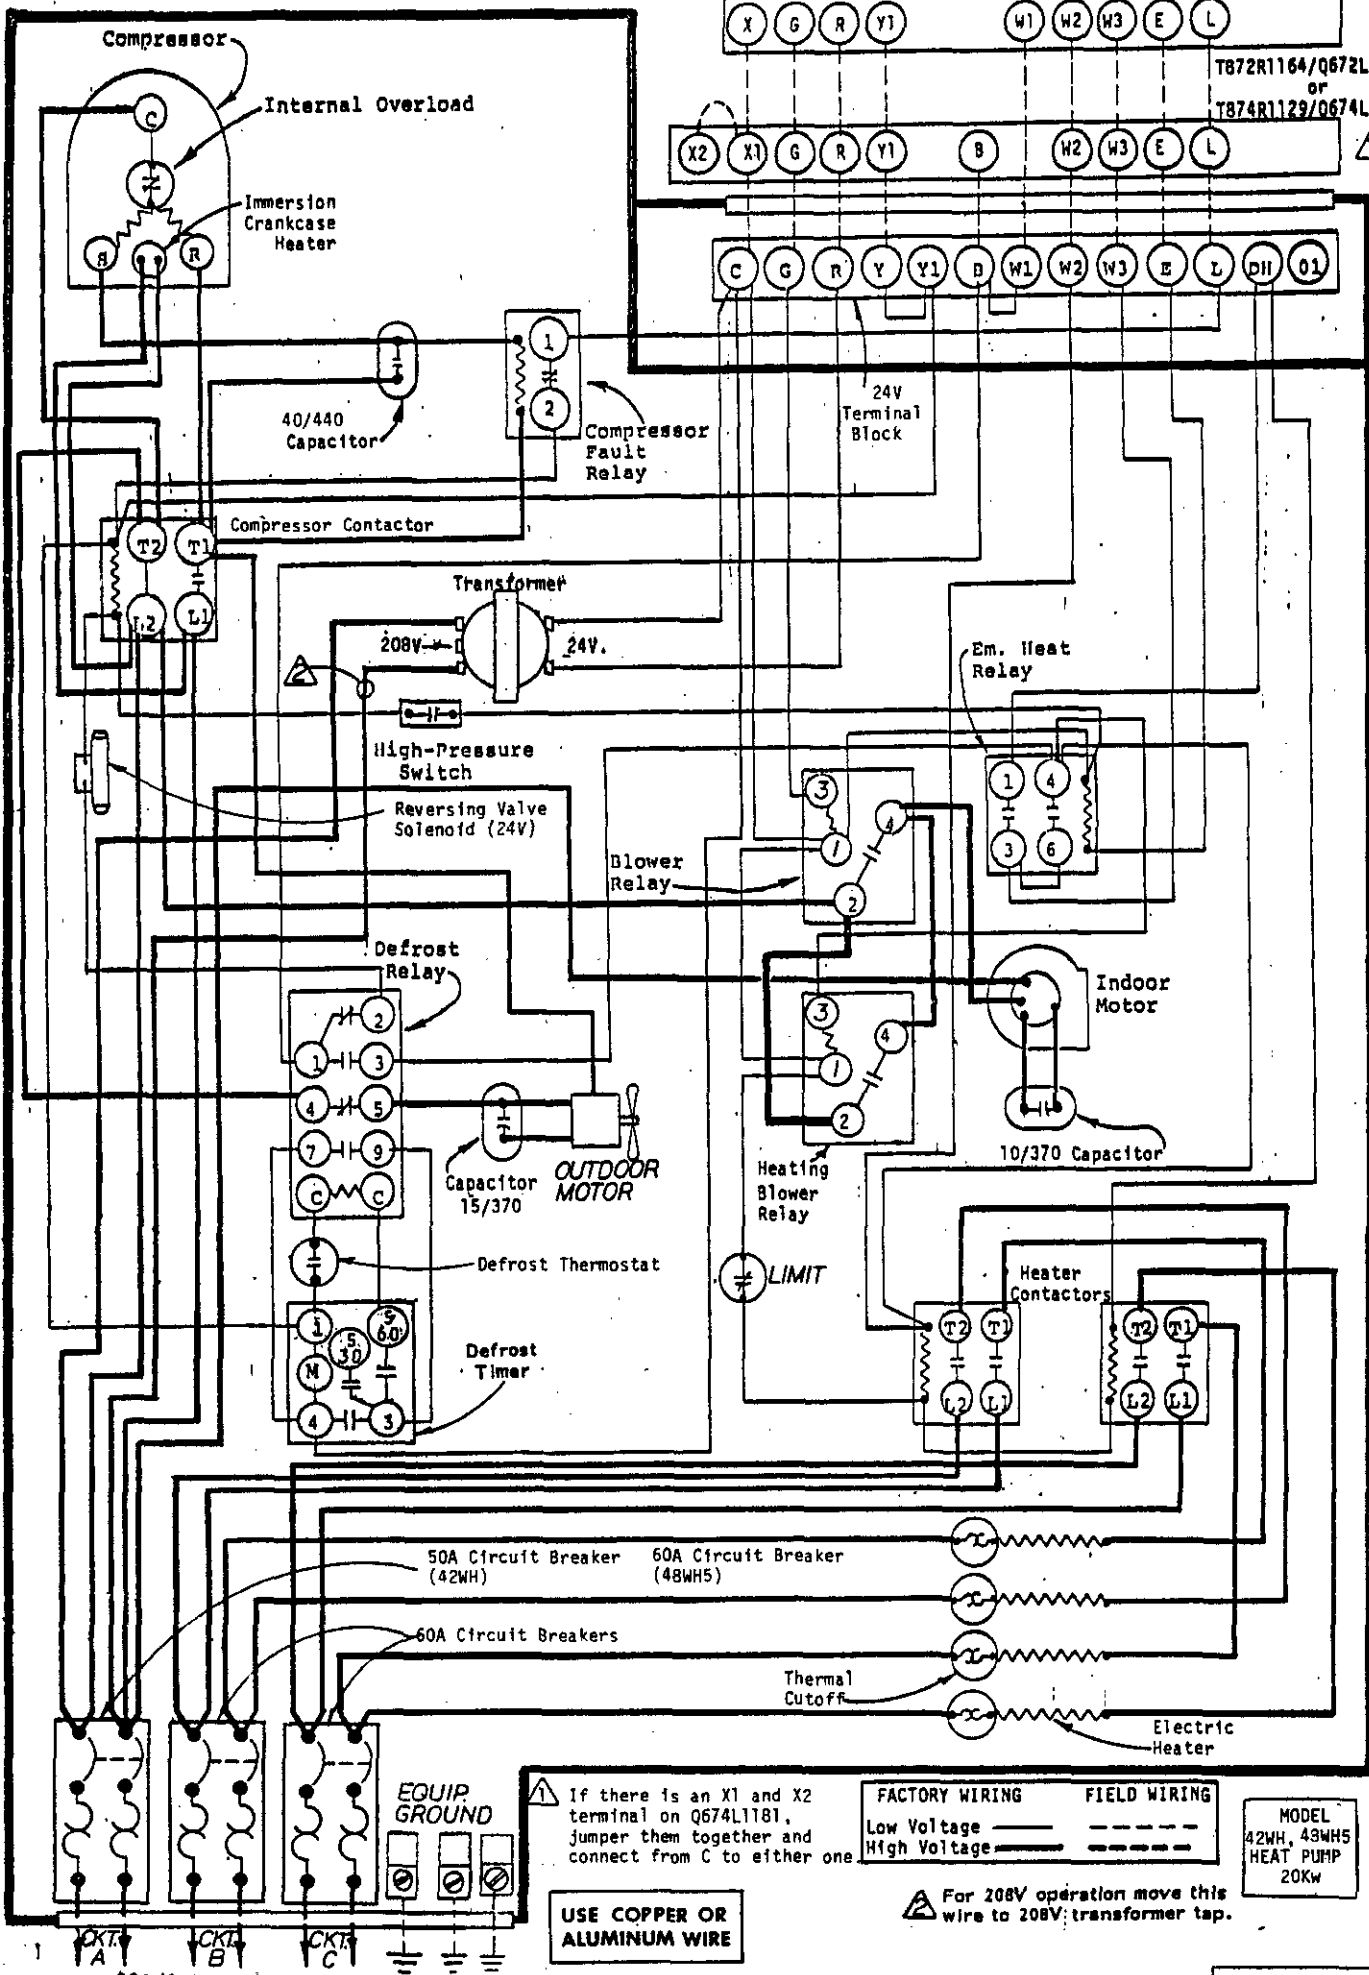 X G R Y1 W1 W2 W3 E L
T872R1164/Q672L
or
T874R1129/Q674L
X2 X1 G R Y1 B W2 W3 E L
C G R Y Y1 B W1 W2 W3 E L DH 01
Compressor
C
Internal Overload
Immersion
Crankcase
Heater
S R
1
2
40/440
Capacitor
Compressor
Fault
Relay
24V
Terminal
Block
Compressor Contactor
T2 T1
L2 L1
Transformer
208V
24V.
2
High-Pressure
Switch
Reversing Valve
Solenoid (24V)
Em. Heat
Relay
1 4
3 6
Blower
Relay
3
4
1
2
Defrost
Relay
2
1 3
4 5
7 9
C C
Capacitor
15/370
OUTDOOR
MOTOR
3
4
1
2
Heating
Blower
Relay
Indoor
Motor
10/370 Capacitor
Defrost Thermostat
LIMIT
Heater
Contactors
T2 T1
L2 L1
T2 T1
L2 L1
1
S
30
S
60
M
4 3
Defrost
Timer
50A Circuit Breaker
(42WH)
60A Circuit Breaker
(48WH5)
60A Circuit Breakers
Thermal
Cutoff
Electric
Heater
EQUIP.
GROUND
CKT.
A
CKT.
B
CKT.
C
1 If there is an X1 and X2
terminal on Q674L1181,
jumper them together and
connect from C to either one
FACTORY WIRING FIELD WIRING
Low Voltage
High Voltage
MODEL
42WH, 48WH5
HEAT PUMP
20Kw
2 For 208V operation move this
wire to 208V transformer tap.
USE COPPER OR
ALUMINUM WIRE